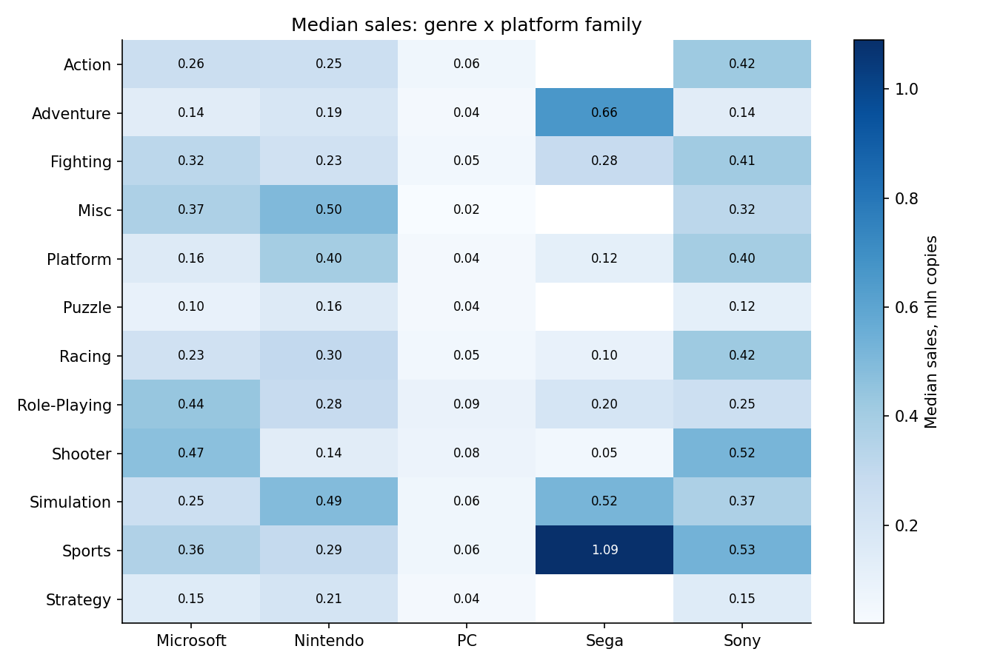 Median sales: genre x platform family
Action 0.26 0.25 0.06 0.42
Adventure 0.14 0.19 0.04 0.66 0.14
Fighting 0.32 0.23 0.05 0.28 0.41
Misc 0.37 0.50 0.02 0.32
Platform 0.16 0.40 0.04 0.12 0.40
Puzzle 0.10 0.16 0.04 0.12
Racing 0.23 0.30 0.05 0.10 0.42
Role-Playing 0.44 0.28 0.09 0.20 0.25
Shooter 0.47 0.14 0.08 0.05 0.52
Simulation 0.25 0.49 0.06 0.52 0.37
Sports 0.36 0.29 0.06 1.09 0.53
Strategy 0.15 0.21 0.04 0.15
Microsoft Nintendo PC Sega Sony
1.0
0.8
0.6
0.4
0.2
Median sales, mln copies